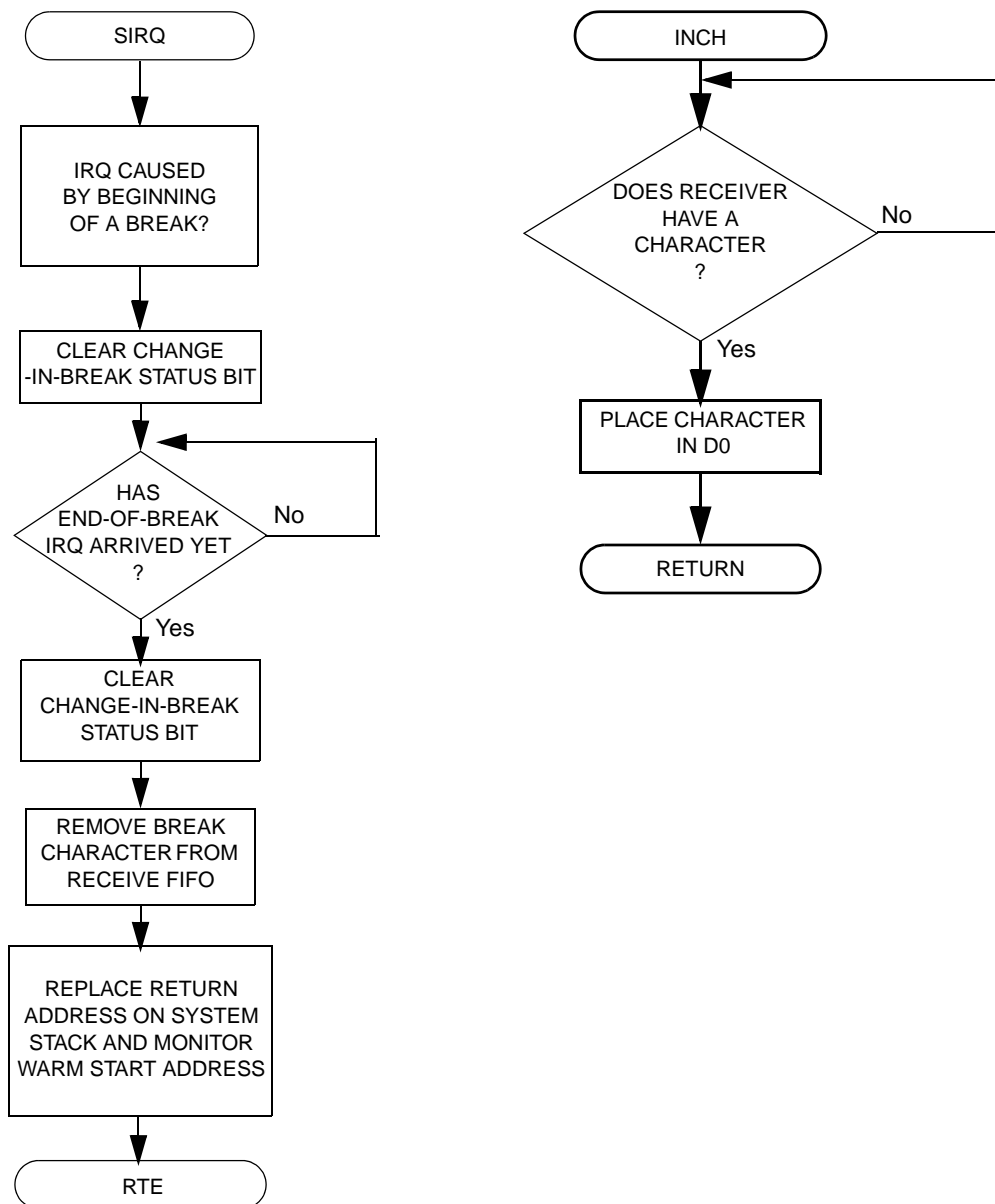 SIRQ
IRQ CAUSED
BY BEGINNING
OF A BREAK?
CLEAR CHANGE
-IN-BREAK STATUS BIT
HAS
END-OF-BREAK
IRQ ARRIVED YET
?
No
Yes
CLEAR
CHANGE-IN-BREAK
STATUS BIT
REMOVE BREAK
CHARACTER FROM
RECEIVE FIFO
REPLACE RETURN
ADDRESS ON SYSTEM
STACK AND MONITOR
WARM START ADDRESS
RTE
INCH
DOES RECEIVER
HAVE A
CHARACTER
?
No
Yes
PLACE CHARACTER
IN D0
RETURN